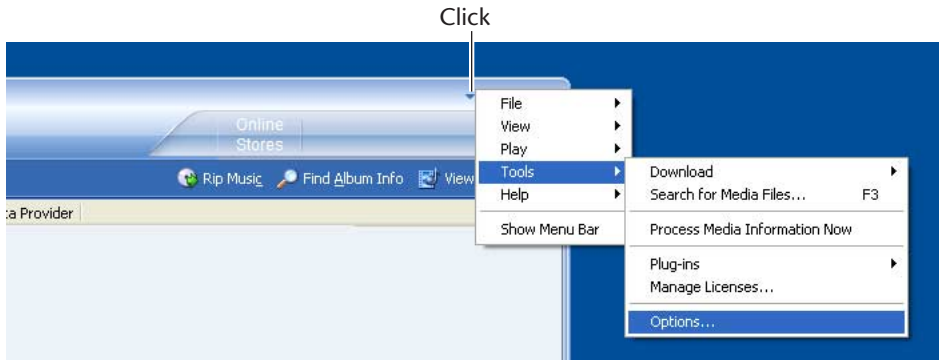 Click
File
View
Play
Tools
Help
Show Menu Bar
Download
Search for Media Files... F3
Process Media Information Now
Plug-ins
Manage Licenses...
Options...
Online
Stores
Rip Music Find Album Info View
ta Provider